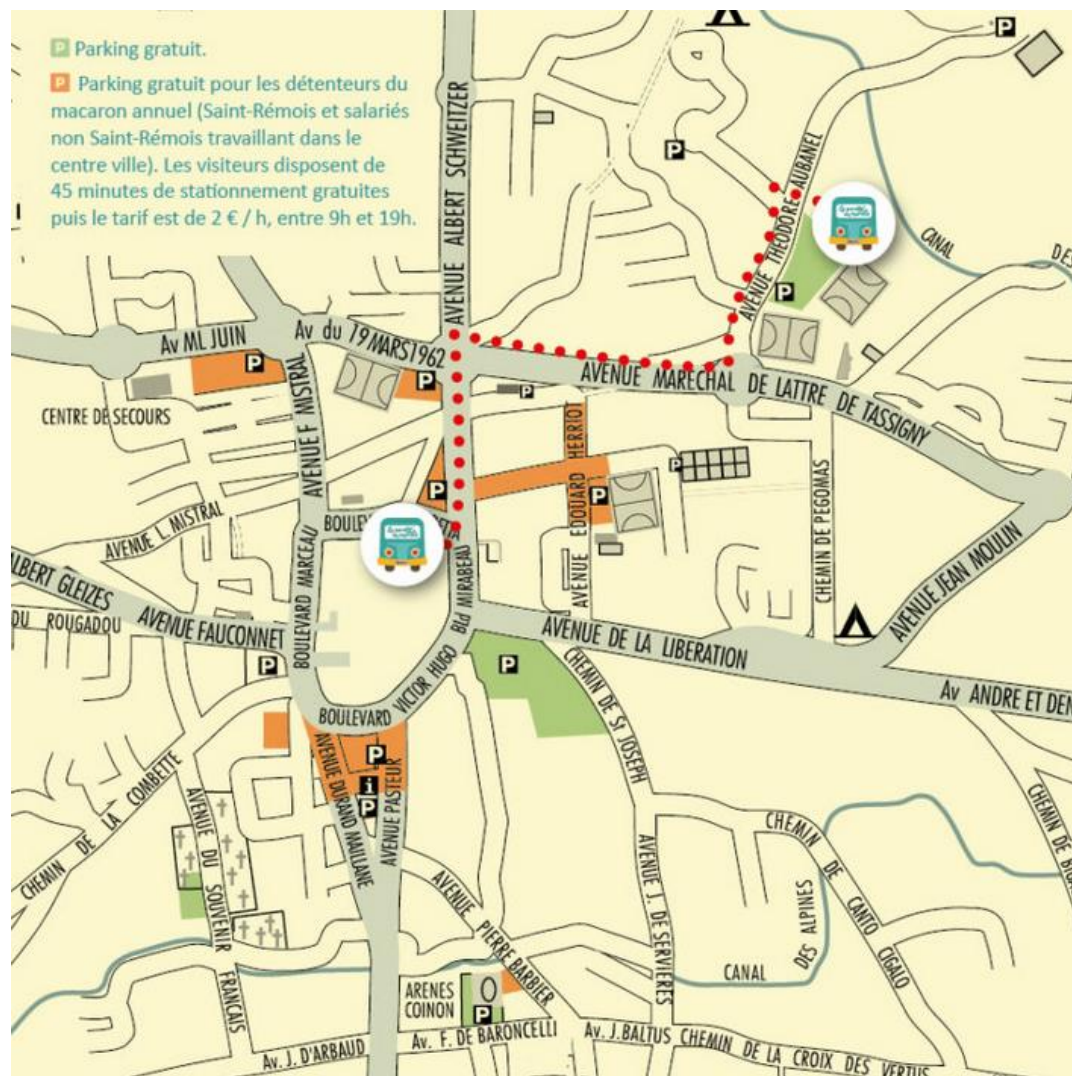 P Parking gratuit.
P Parking gratuit pour les détenteurs du
macaron annuel (Saint-Rémois et salariés
non Saint-Rémois travaillant dans le
centre ville). Les visiteurs disposent de
45 minutes de stationnement gratuites
puis le tarif est de 2 € / h, entre 9h et 19h.
P
AVENUE ALBERT SCHWEITZER
P
AVENUE THEODORE AUBANEL
CANAL
DES
P
Av ML JUIN
Av du 19 MARS1962
P
P
P
CENTRE DE SECOURS
AVENUE F MISTRAL
AVENUE MARECHAL DE LATTRE DE TASSIGNY
AVENUE EDOUARD HERRIOT
P
P
P
CHEMIN DE PEGOMAS
AVENUE L. MISTRAL
AVENUE JEAN MOULIN
BOULEVARD MARCEAU
Bld MIRABEAU
ALBERT GLEIZES
DU ROUGADOU
AVENUE FAUCONNET
P
AVENUE DE LA LIBERATION
P
Av ANDRE ET DEN
BOULEVARD VICTOR HUGO
CHEMIN DE St JOSEPH
P
i
P
AVENUE DURAND MAILLANE
AVENUE PASTEUR
CHEMIN DE LA COMBETTE
AVENUE DU SOUVENIR FRANCAIS
AVENUE PIERRE BARBIER
AVENUE J. DE SERVIERES
CHEMIN DE CANTO CIGALO
CANAL DES ALPINES
ARENES
COINON
P
Av. J. D'ARBAUD
Av. F. DE BARONCELLI
Av. J.BALTUS
CHEMIN DE LA CROIX DES VERTUS